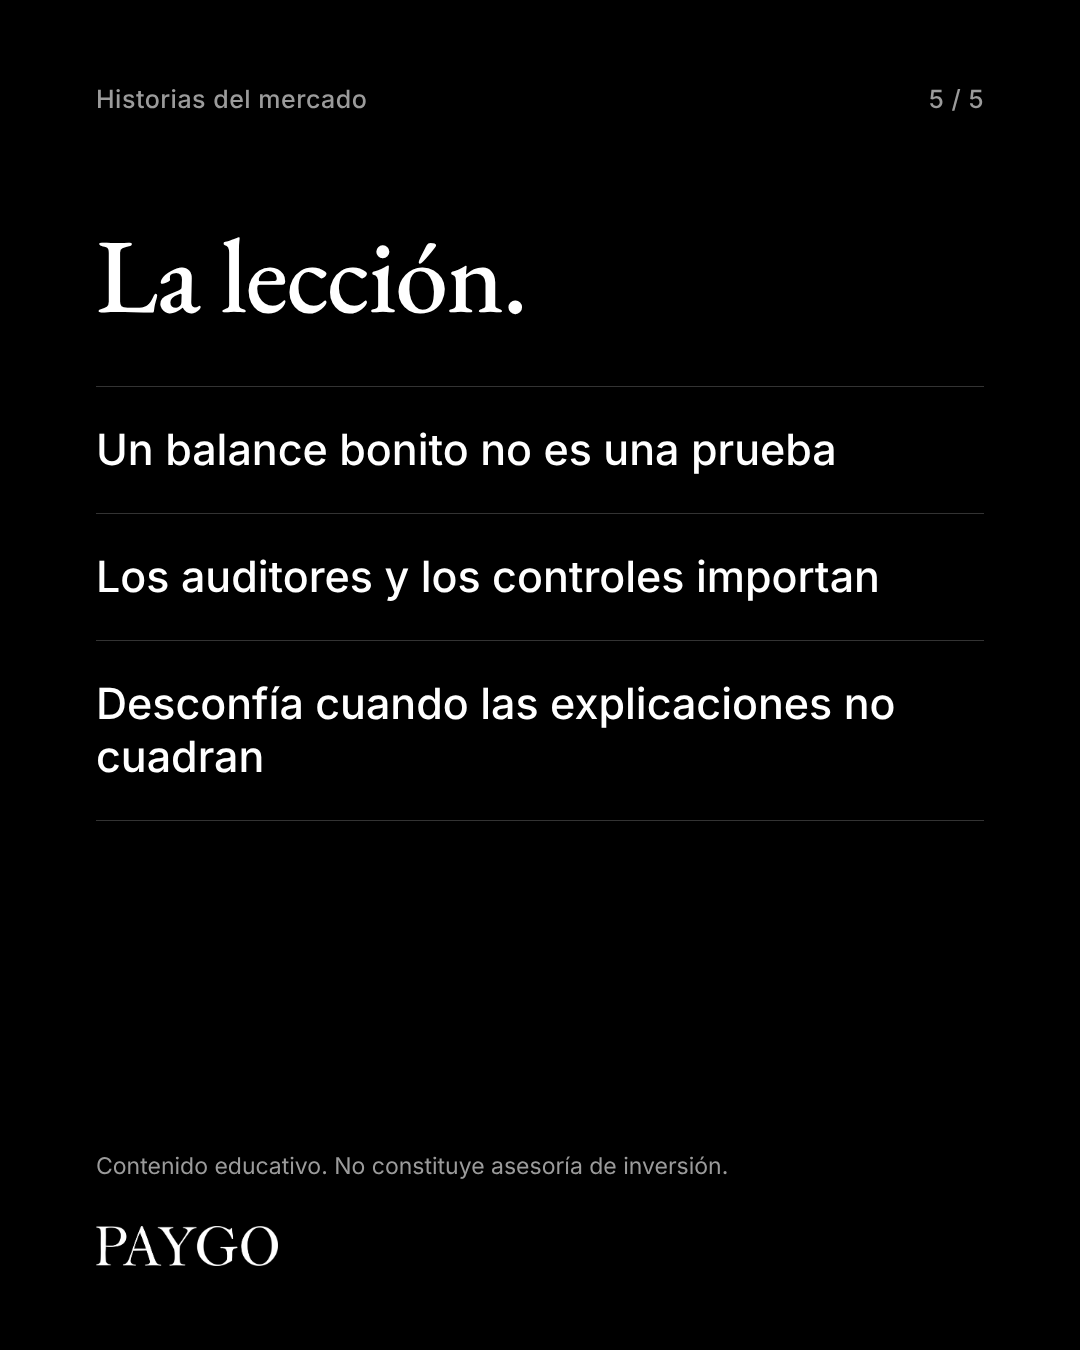 Historias del mercado
5 / 5
La lección.
Un balance bonito no es una prueba
Los auditores y los controles importan
Desconfía cuando las explicaciones no
cuadran
Contenido educativo. No constituye asesoría de inversión.
PAYGO